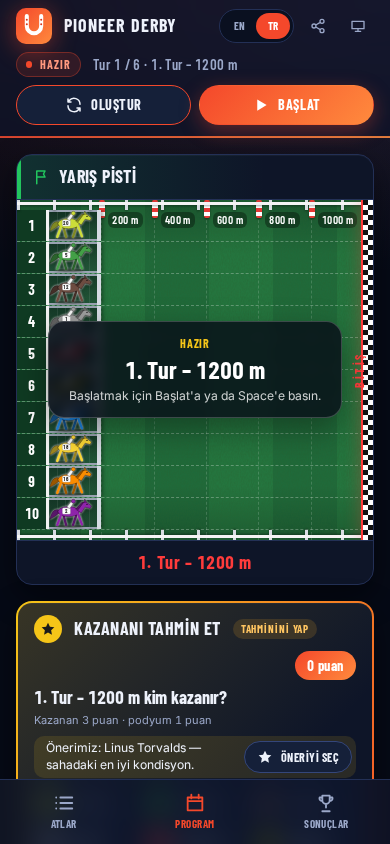 PIONEER DERBY
EN TR
HAZIR
Tur 1 / 6 · 1. Tur – 1200 m
OLUŞTUR
BAŞLAT
YARIŞ PİSTİ
200 m 400 m 600 m 800 m 1000 m
1
2
3
4
5
6
8
9
10
BİTİŞ
HAZIR
1. Tur – 1200 m
Başlatmak için Başlat'a ya da Space'e basın.
1. Tur – 1200 m
KAZANANI TAHMİN ET
TAHMİNİNİ YAP
0 puan
1. Tur – 1200 m kim kazanır?
Kazanan 3 puan · podyum 1 puan
Önerimiz: Linus Torvalds —
sahadaki en iyi kondisyon.
ÖNERİYİ SEÇ
ATLAR
PROGRAM
SONUÇLAR